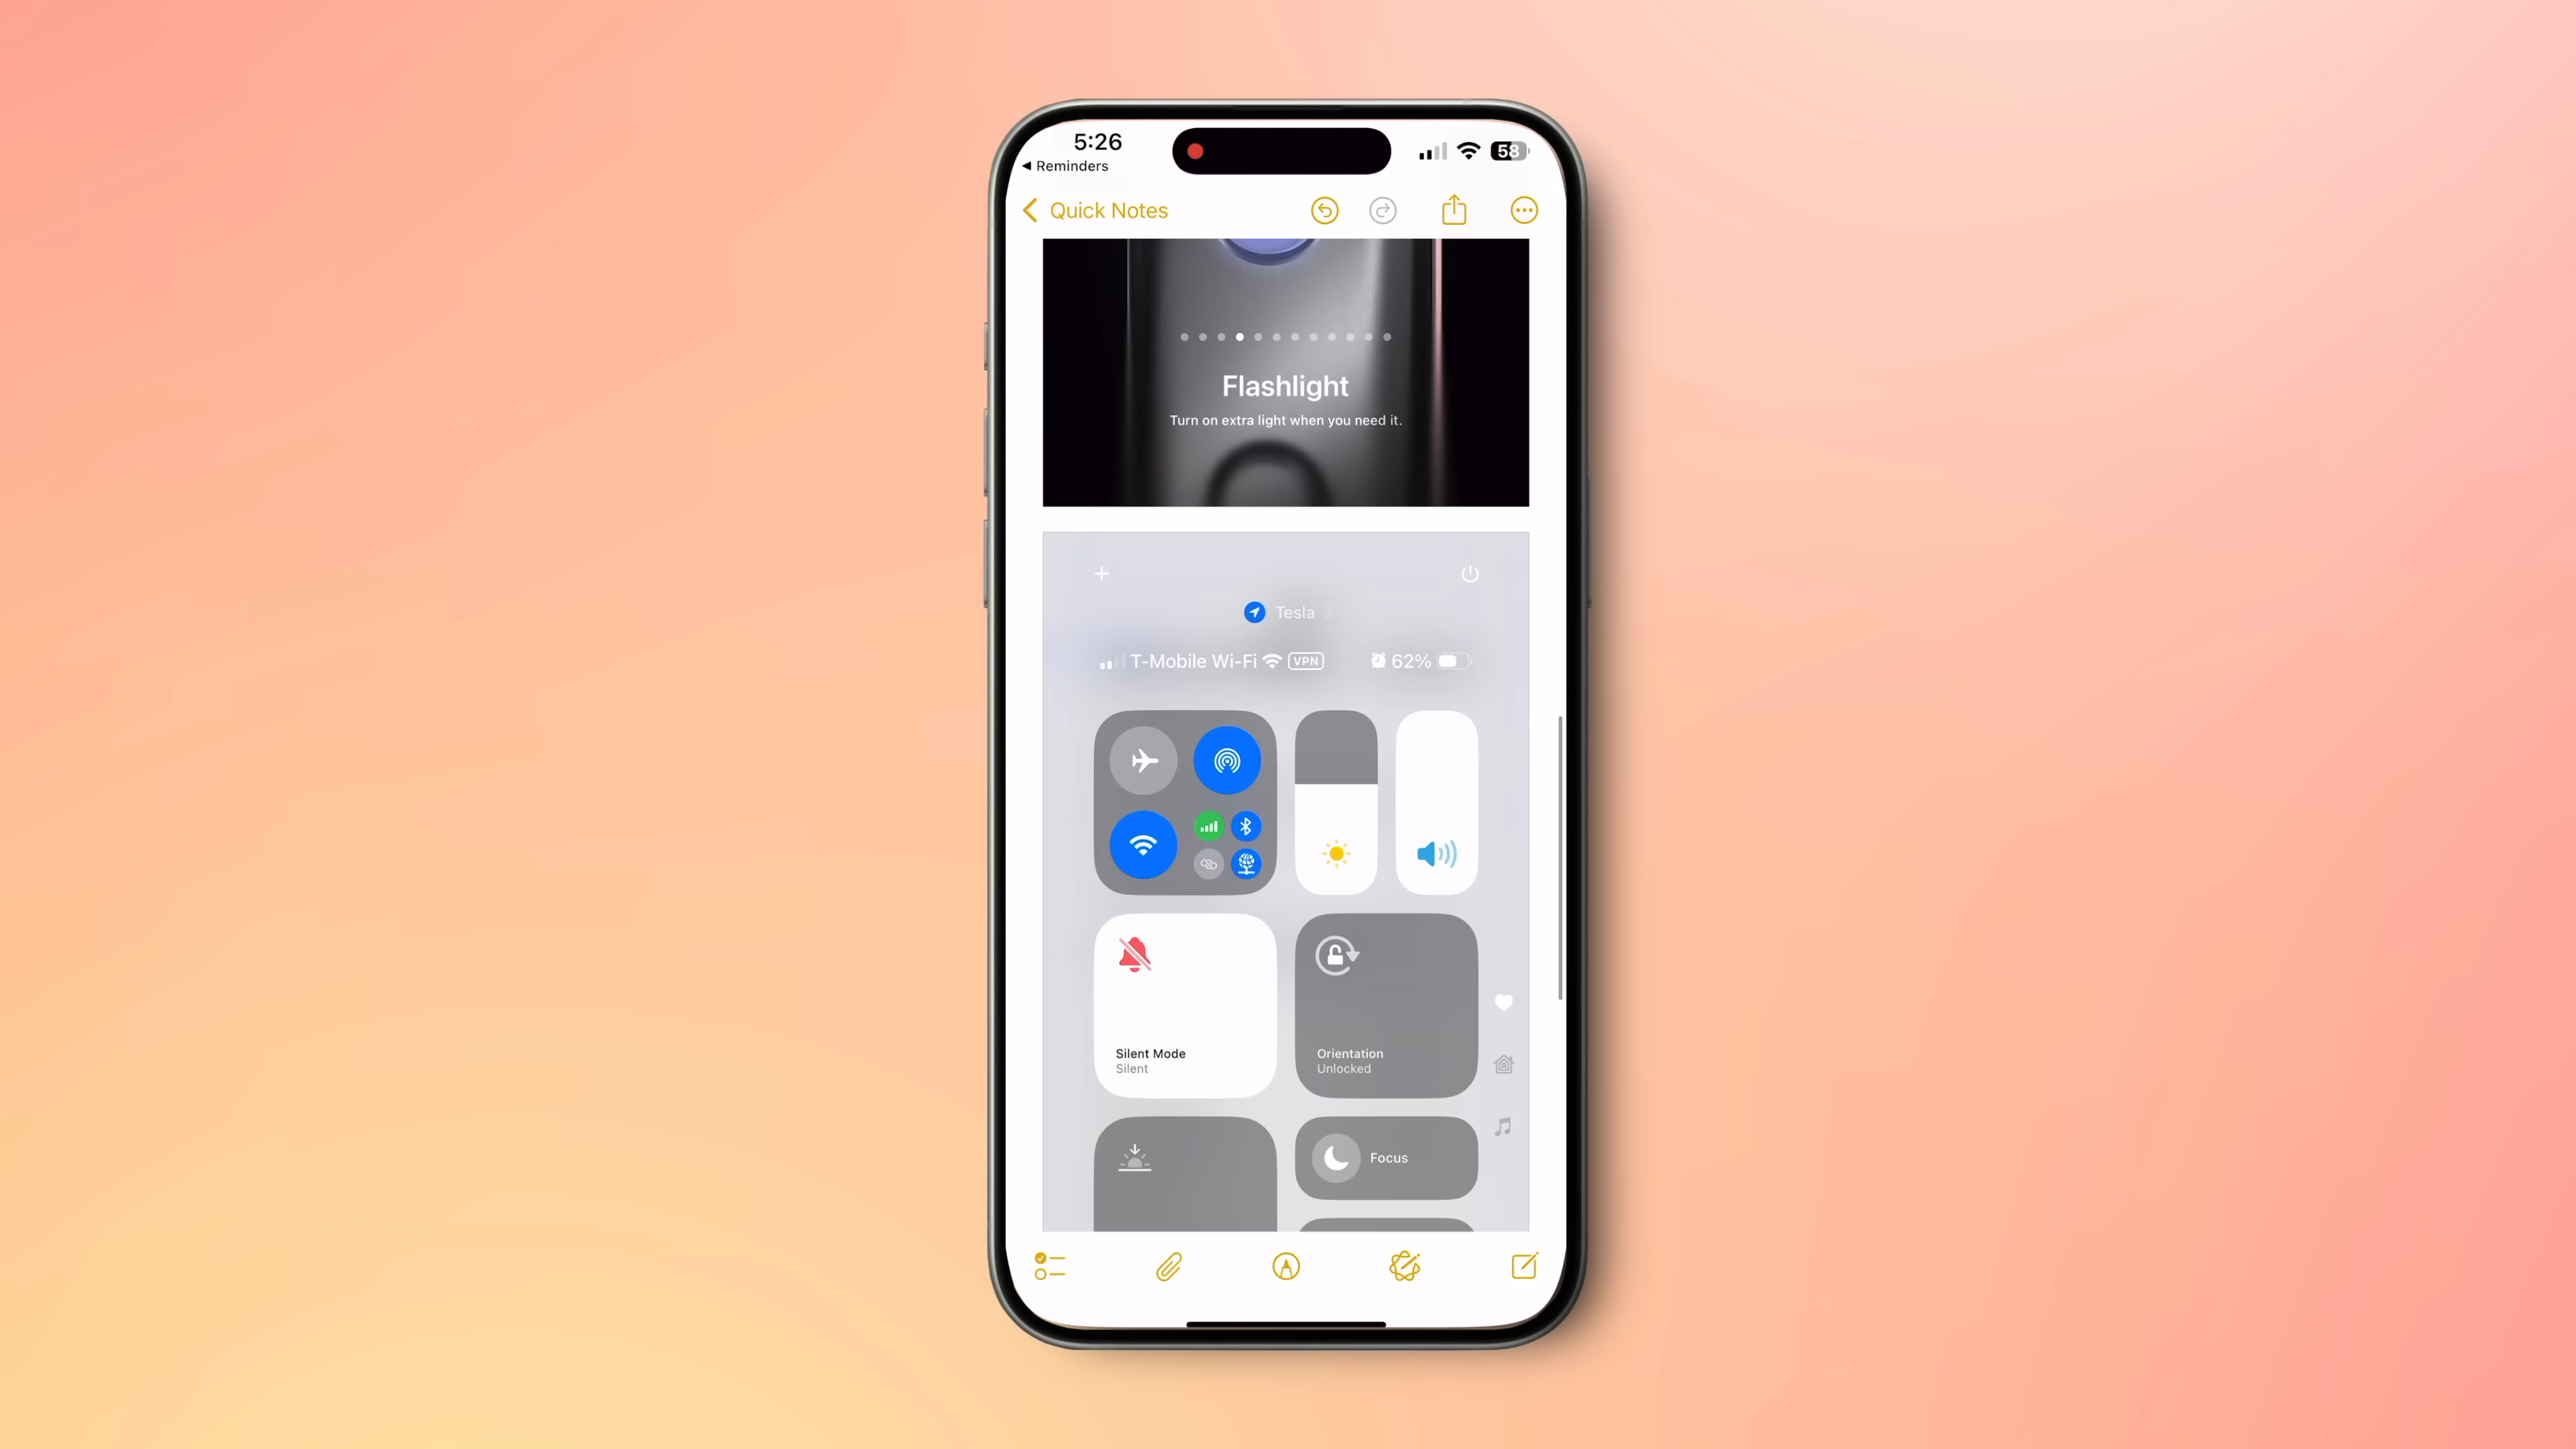 5:26
58
Reminders
Quick Notes
Flashlight
Turn on extra light when you need it.
Tesla
T-Mobile Wi-Fi VPN 62%
Silent Mode
Silent
Orientation
Unlocked
Focus